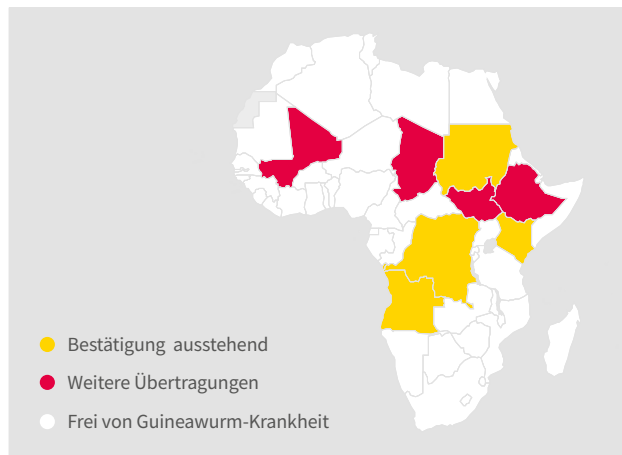 Bestätigung ausstehend
Weitere Übertragungen
Frei von Guineawurm-Krankheit